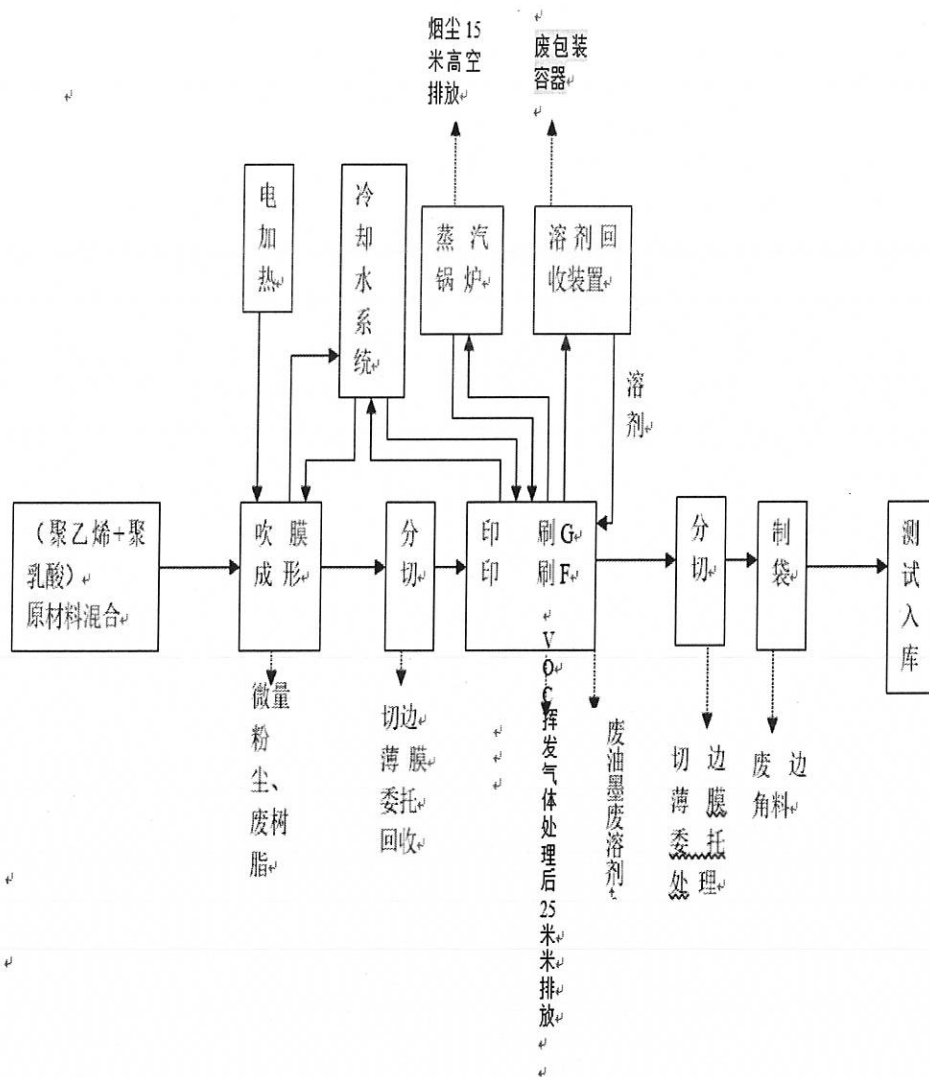 烟尘15
米高空
排放
废包装
容器
电
加
热
冷
却
水
系
统
蒸 汽
锅 炉
溶剂回
收装置
溶
剂
（聚乙烯+聚
乳酸）
原材料混合
吹 膜
成 形
分
切
印 刷G
印 刷F
分
切
制
袋
测
试
入
库
微量
粉
尘、
废树
脂
切边
薄 膜
委托
回收
V
O
C
挥
发
气
体
处
理
后
25
米
米
排
放
废
油
墨
废
溶
剂
切 边
薄 膜
委 托
处 理
废 边
角料